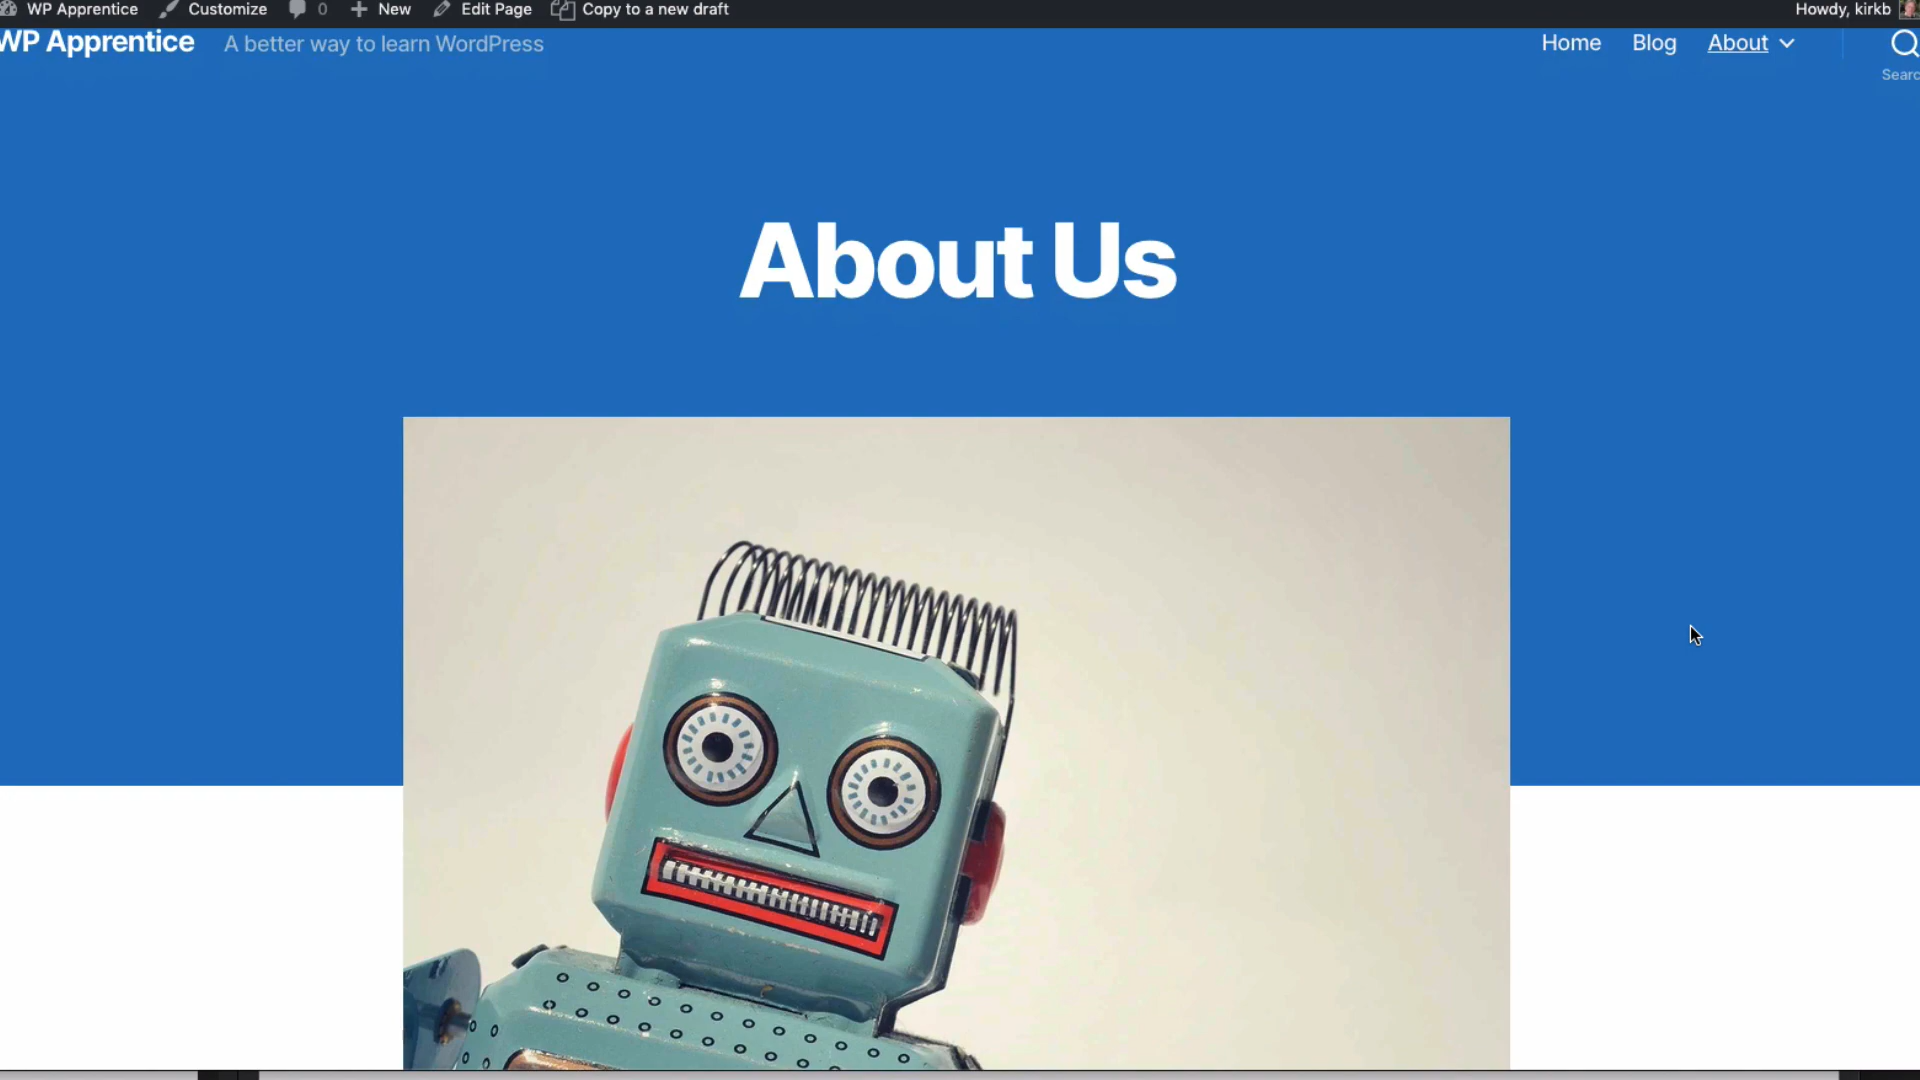 WP Apprentice Customize 0 New Edit Page Copy to a new draft Howdy, kirkb
WP Apprentice A better way to learn WordPress Home Blog About
Searc
About Us